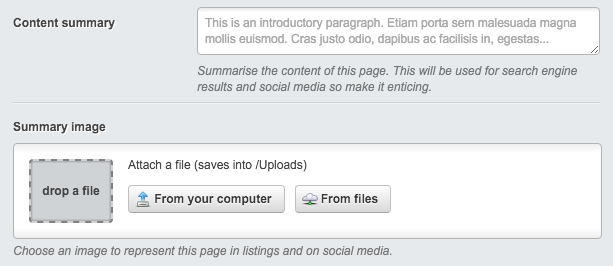 Content summary
This is an introductory paragraph. Etiam porta sem malesuada magna
mollis euismod. Cras justo odio, dapibus ac facilisis in, egestas...
Summarise the content of this page. This will be used for search engine
results and social media so make it enticing.
Summary image
Attach a file (saves into /Uploads)
drop a file
From your computer
From files
Choose an image to represent this page in listings and on social media.